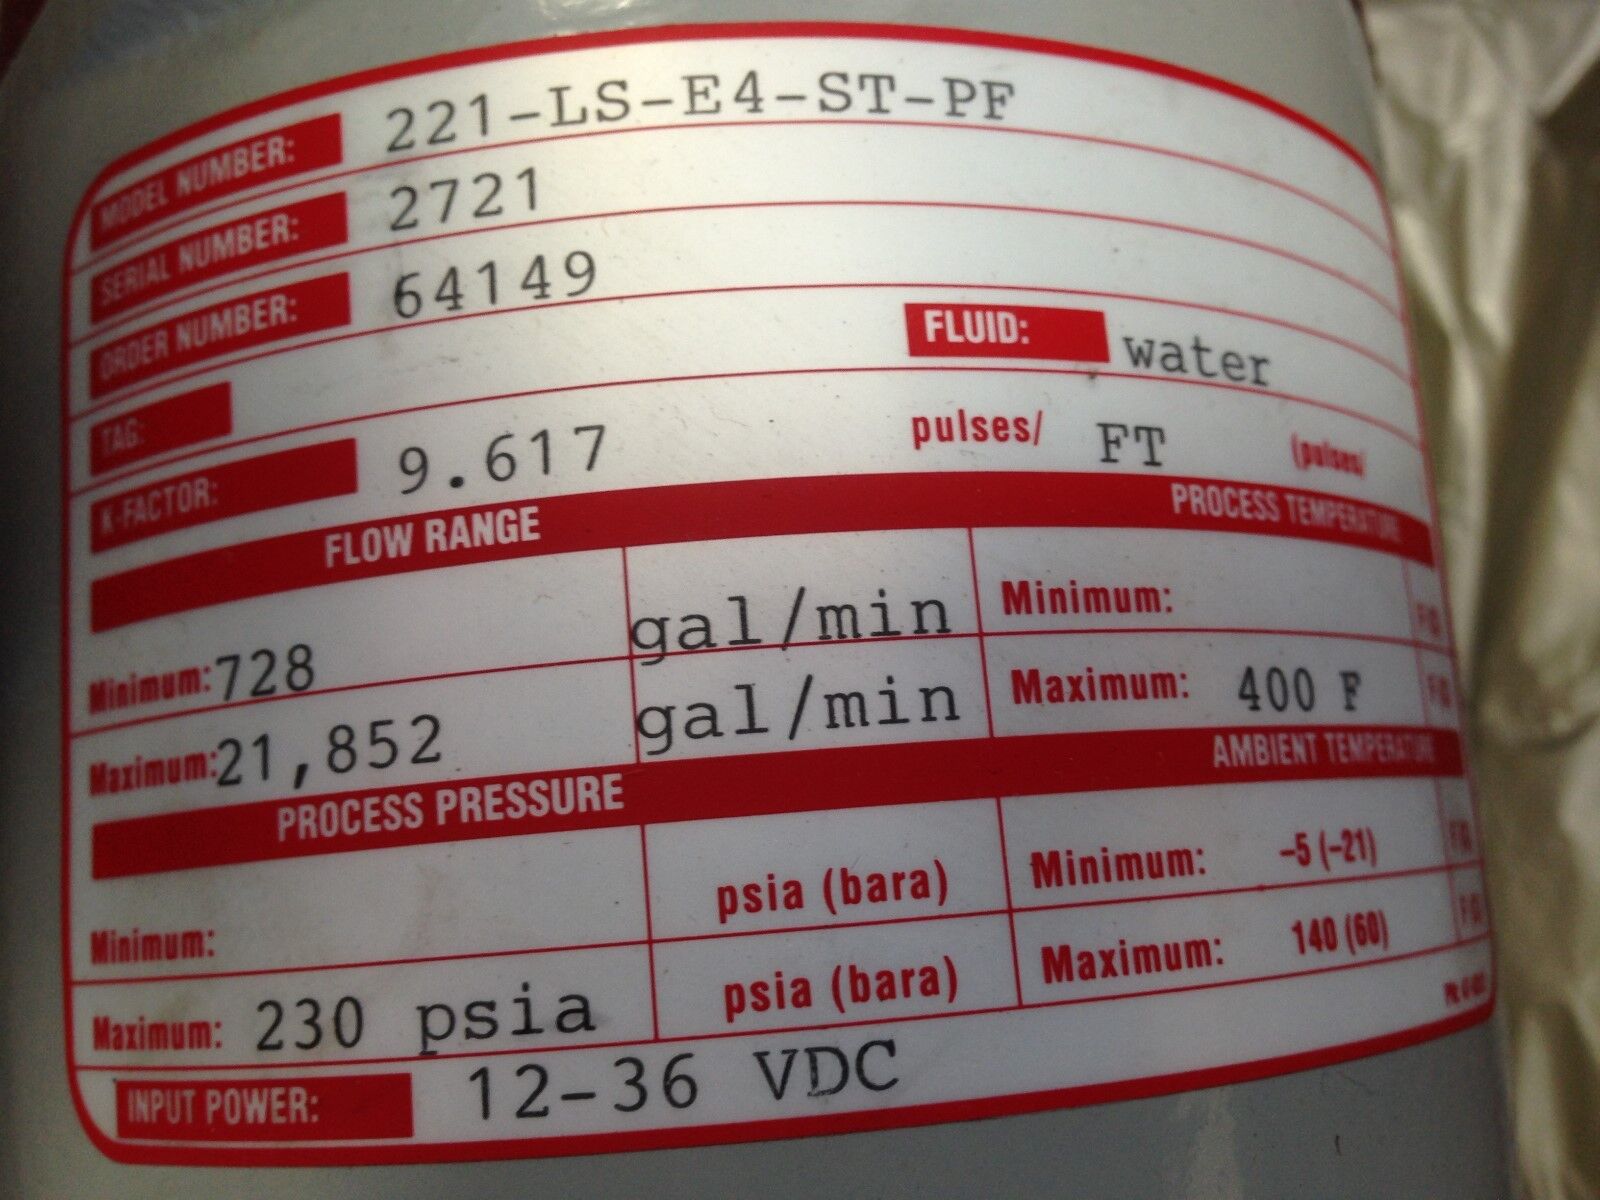 MODEL NUMBER: 221-LS-E4-ST-PF
SERIAL NUMBER: 2721
ORDER NUMBER: 64149
TAG: FLUID: water
K-FACTOR: 9.617 pulses/ FT (pulses/
FLOW RANGE PROCESS TEMPERATURE
Minimum: 728 gal/min Minimum: F(C)
Maximum: 21,852 gal/min Maximum: 400 F F(C)
PROCESS PRESSURE AMBIENT TEMPERATURE
Minimum: psia (bara) Minimum: -5 (-21) F(C)
Maximum: 230 psia psia (bara) Maximum: 140 (60) F(C)
INPUT POWER: 12-36 VDC